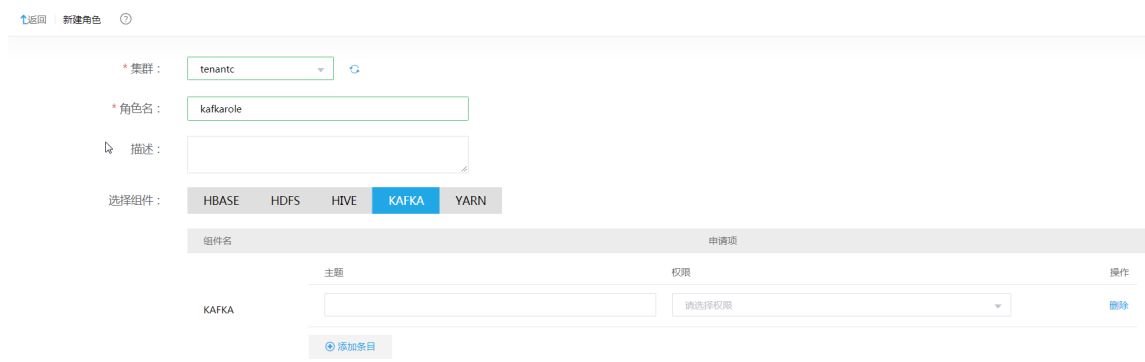 返回 新建角色 ?
* 集群： tenantc
* 角色名： kafkarole
描述：
选择组件： HBASE HDFS HIVE KAFKA YARN
组件名 申请项
主题 权限 操作
KAFKA 请选择权限 删除
添加条目